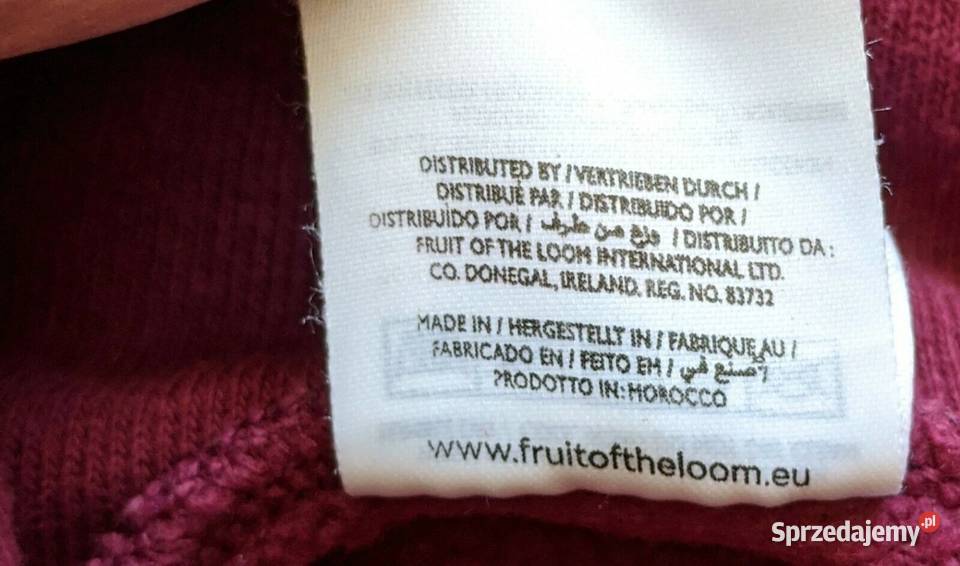 DISTRIBUTED BY / VERTRIEBEN DURCH /
DISTRIBUÉ PAR / DISTRIBUIDO POR /
DISTRIBUÍDO POR / وزع من طرف / DISTRIBUITO DA :
FRUIT OF THE LOOM INTERNATIONAL LTD.
CO. DONEGAL, IRELAND. REG. NO. 83732
MADE IN / HERGESTELLT IN / FABRIQUE AU /
FABRICADO EN / FEITO EM / صنع في
PRODOTTO IN: MOROCCO
www.fruitoftheloom.eu
Sprzedajemy.pl